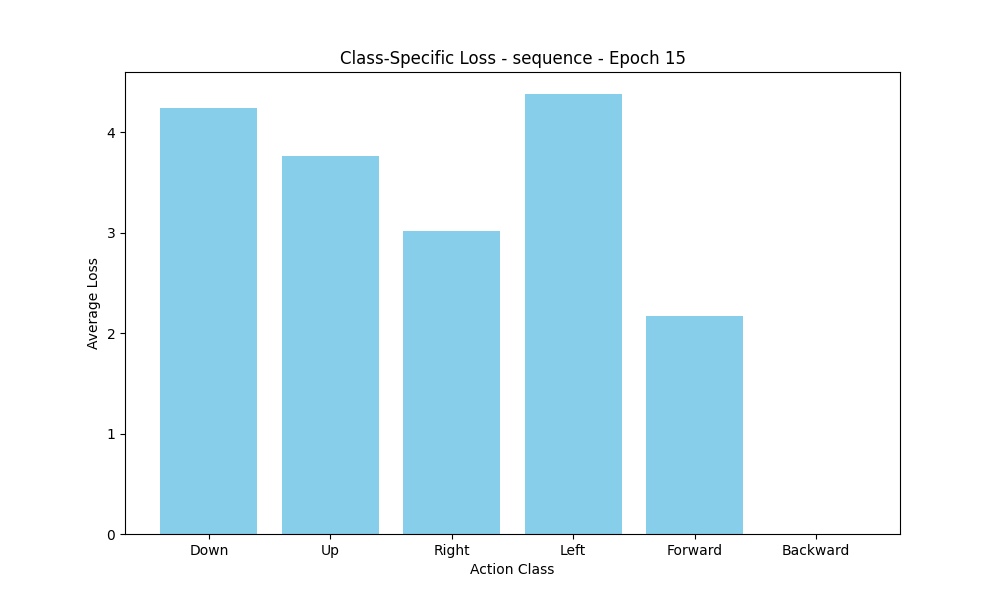 Class-Specific Loss - sequence - Epoch 15
Average Loss
4
3
2
1
0
Down Up Right Left Forward Backward
Action Class